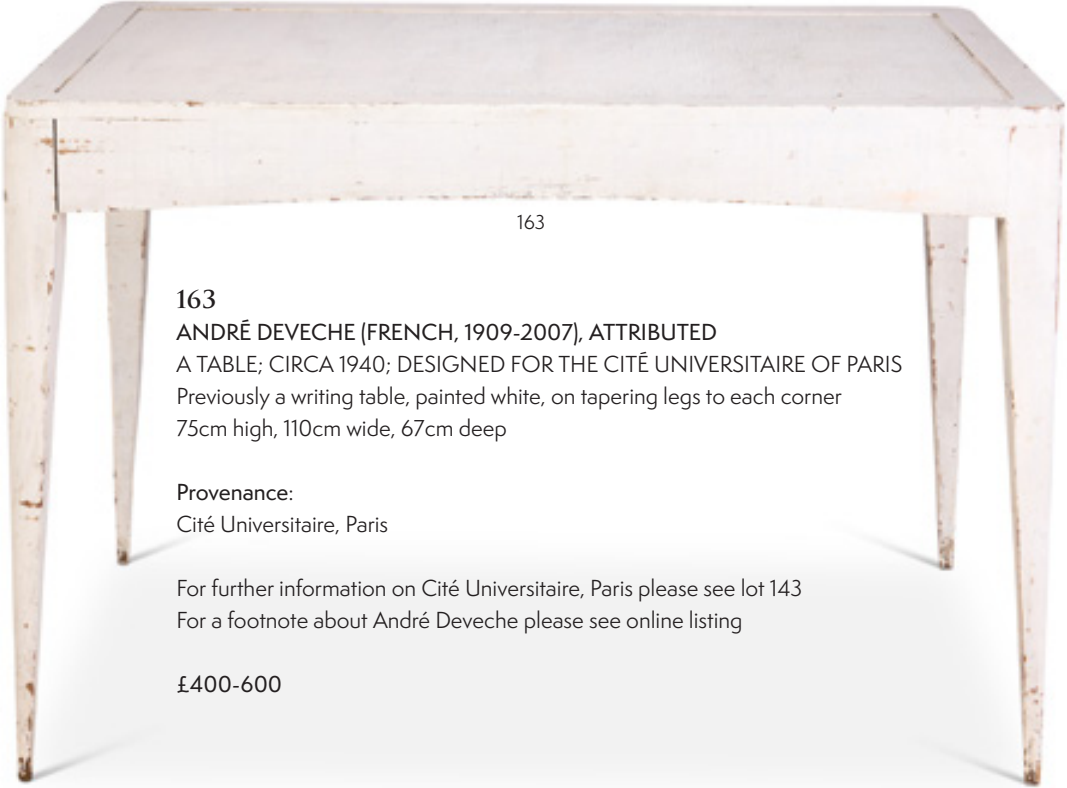 163
163
ANDRÉ DEVECHE (FRENCH, 1909-2007), ATTRIBUTED
A TABLE; CIRCA 1940; DESIGNED FOR THE CITÉ UNIVERSITAIRE OF PARIS
Previously a writing table, painted white, on tapering legs to each corner
75cm high, 110cm wide, 67cm deep
Provenance:
Cité Universitaire, Paris
For further information on Cité Universitaire, Paris please see lot 143
For a footnote about André Deveche please see online listing
£400-600